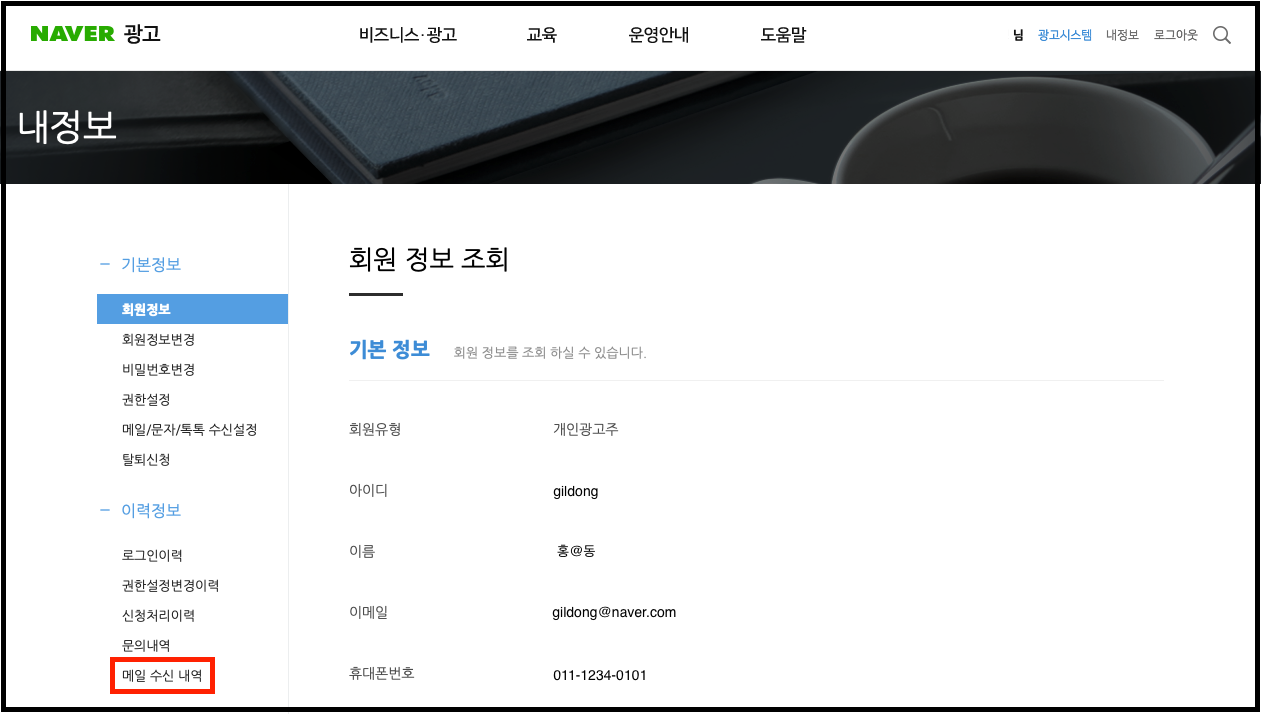 NAVER 광고 비즈니스·광고 교육 운영안내 도움말 님 광고시스템 내정보 로그아웃
내정보
기본정보
회원정보
회원정보변경
비밀번호변경
권한설정
메일/문자/톡톡 수신설정
탈퇴신청
이력정보
로그인이력
권한설정변경이력
신청처리이력
문의내역
메일 수신 내역
회원 정보 조회
기본 정보 회원 정보를 조회 하실 수 있습니다.
회원유형 개인광고주
아이디 gildong
이름 홍@동
이메일 gildong@naver.com
휴대폰번호 011-1234-0101